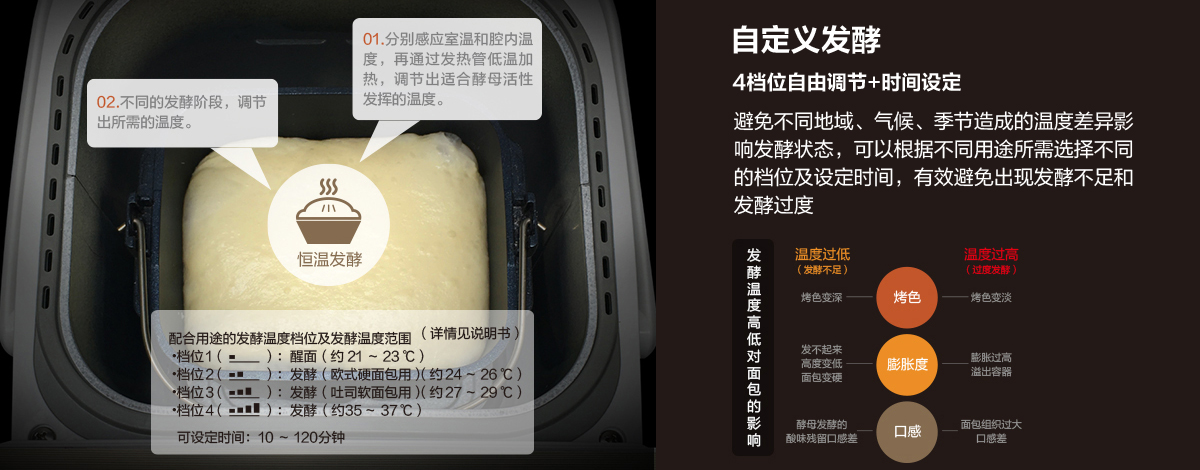 01.分别感应室温和腔内温
度，再通过发热管低温加
热，调节出适合酵母活性
发挥的温度。
02.不同的发酵阶段，调节
出所需的温度。
恒温发酵
配合用途的发酵温度档位及发酵温度范围（详情见说明书）
·档位1（ ）：醒面（约 21 ~ 23℃）
·档位2（ ）：发酵（欧式硬面包用）（约 24 ~ 26℃）
·档位3（ ）：发酵（吐司软面包用）（约 27 ~ 29℃）
·档位4（ ）：发酵（约35 ~ 37℃）
可设定时间：10 ~ 120分钟
自定义发酵
4档位自由调节+时间设定
避免不同地域、气候、季节造成的温度差异影
响发酵状态，可以根据不同用途所需选择不同
的档位及设定时间，有效避免出现发酵不足和
发酵过度
发酵温度高低对面包的影响
温度过低
（发酵不足）
温度过高
（过度发酵）
烤色变深
烤色
烤色变淡
发不起来
高度变低
面包变硬
膨胀度
膨胀过高
溢出容器
酵母发酵的
酸味残留口感差
口感
面包组织过大
口感差